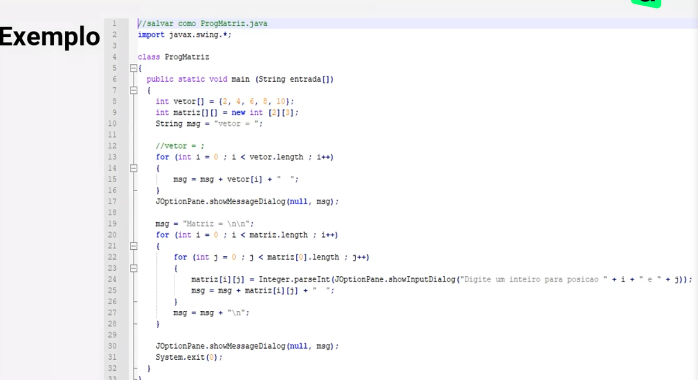 Exemplo
1 //salvar como ProgMatriz.java
2 import javax.swing.*;
3
4 class ProgMatriz
5 {
6 public static void main (String entrada[])
7 {
8 int vetor[] = {2, 4, 6, 8, 10};
9 int matriz[][] = new int [2][3];
10 String msg = "vetor = ";
11
12 //vetor = ;
13 for (int i = 0 ; i < vetor.length ; i++)
14 {
15 msg = msg + vetor[i] + "  ";
16 }
17 JOptionPane.showMessageDialog(null, msg);
18
19 msg = "Matriz = \n\n";
20 for (int i = 0 ; i < matriz.length ; i++)
21 {
22 for (int j = 0 ; j < matriz[0].length ; j++)
23 {
24 matriz[i][j] = Integer.parseInt(JOptionPane.showInputDialog("Digite um inteiro para posicao " + i + " e " + j));
25 msg = msg + matriz[i][j] + "  ";
26 }
27 msg = msg + "\n";
28 }
29
30 JOptionPane.showMessageDialog(null, msg);
31 System.exit(0);
32 }
33 }